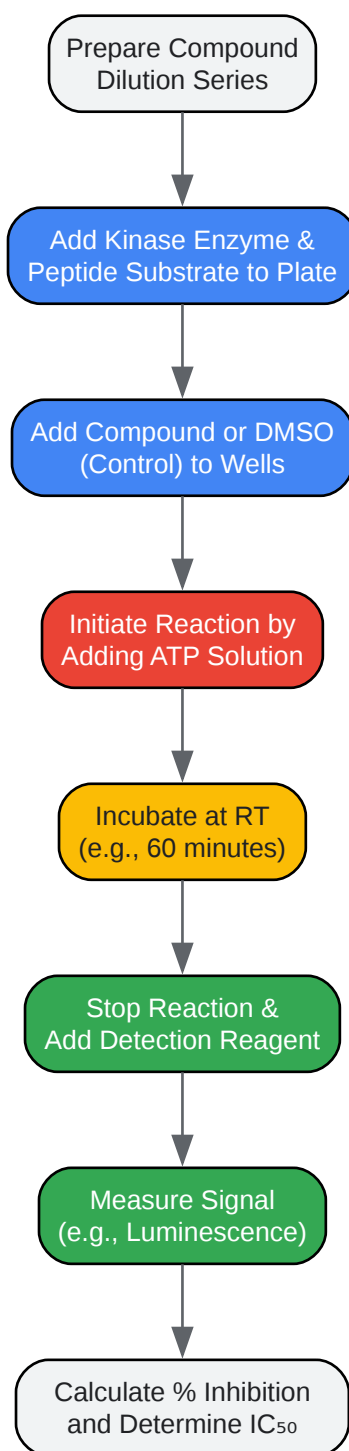 Prepare Compound
Dilution Series
Add Kinase Enzyme &
Peptide Substrate to Plate
Add Compound or DMSO
(Control) to Wells
Initiate Reaction by
Adding ATP Solution
Incubate at RT
(e.g., 60 minutes)
Stop Reaction &
Add Detection Reagent
Measure Signal
(e.g., Luminescence)
Calculate % Inhibition
and Determine IC₅₀